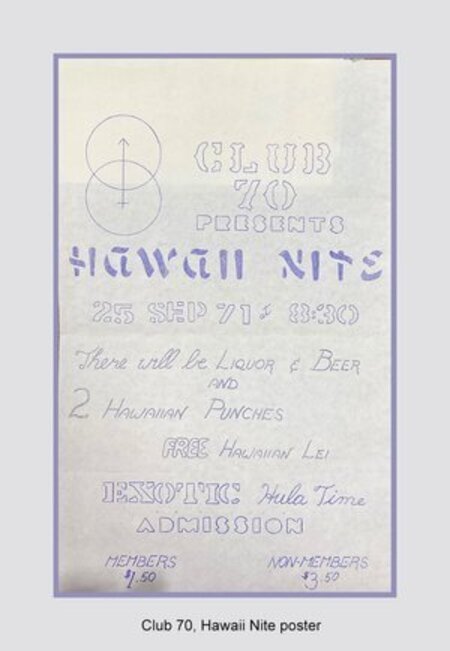 CLUB
70
PRESENTS
HAWAII NITE
25 SEP 71 & 8:30
There will be LIQUOR & BEER
AND
2 HAWAIIAN PUNCHES
FREE HAWAIIAN LEI
EXOTIC Hula Time
ADMISSION
MEMBERS NON-MEMBERS
$1.50 $3.50
Club 70, Hawaii Nite poster